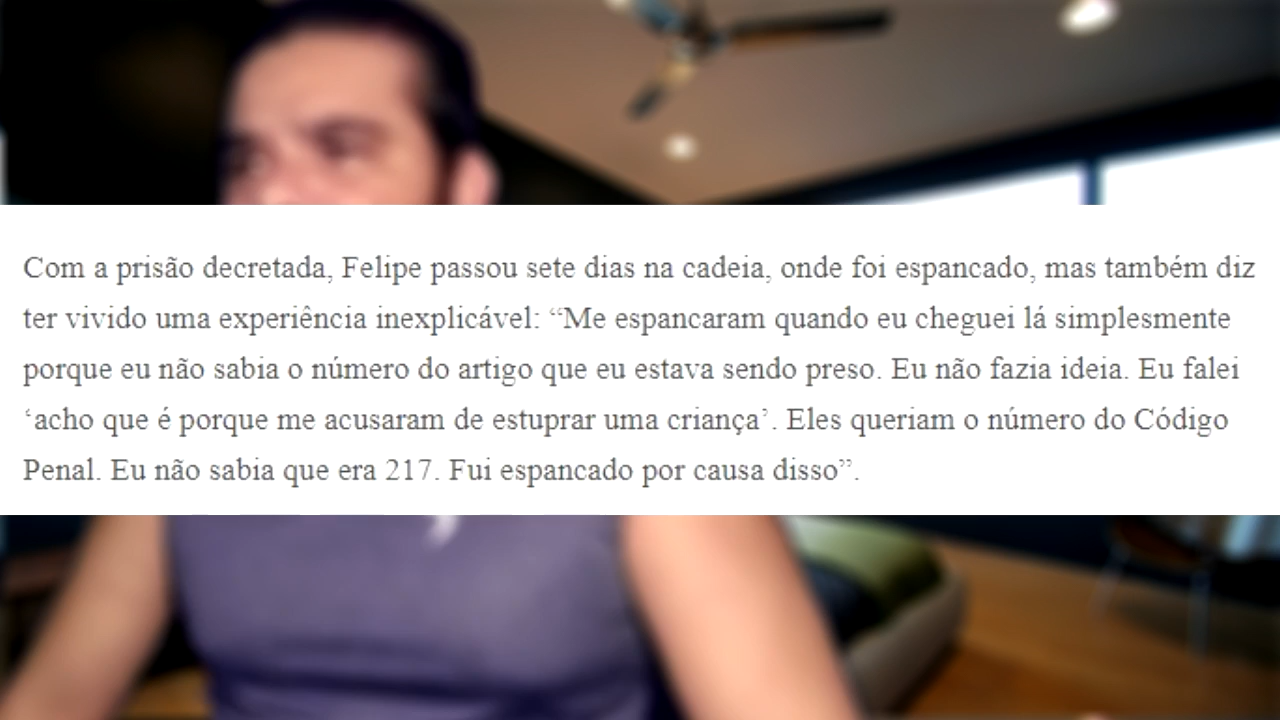 Com a prisão decretada, Felipe passou sete dias na cadeia, onde foi espancado, mas também diz
ter vivido uma experiência inexplicável: “Me espancaram quando eu cheguei lá simplesmente
porque eu não sabia o número do artigo que eu estava sendo preso. Eu não fazia ideia. Eu falei
‘acho que é porque me acusaram de estuprar uma criança’. Eles queriam o número do Código
Penal. Eu não sabia que era 217. Fui espancado por causa disso”.